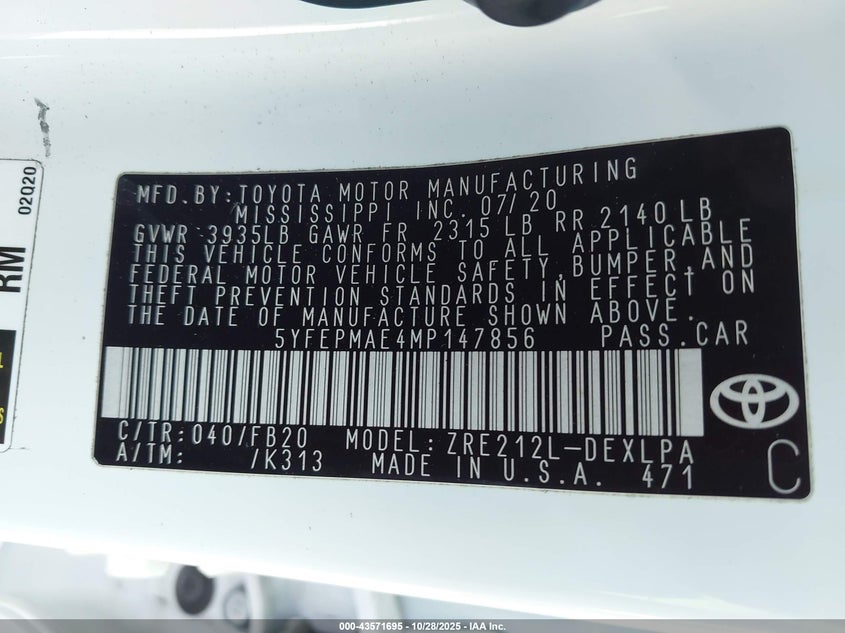 MFD. BY: TOYOTA MOTOR MANUFACTURING
MISSISSIPPI INC. 07/20
GVWR 3935LB GAWR FR 2315 LB RR 2140 LB
THIS VEHICLE CONFORMS TO ALL APPLICABLE
FEDERAL MOTOR VEHICLE SAFETY,BUMPER,AND
THEFT PREVENTION STANDARDS IN EFFECT ON
THE DATE OF MANUFACTURE SHOWN ABOVE.
5YFEPMAE4MP147856 PASS.CAR
C/TR:040/FB20 MODEL: ZRE212L-DEXLPA
A/TM: /K313 MADE IN U.S.A. 471
C
RM
02020
000-43571695 - 10/28/2025 - IAA Inc.